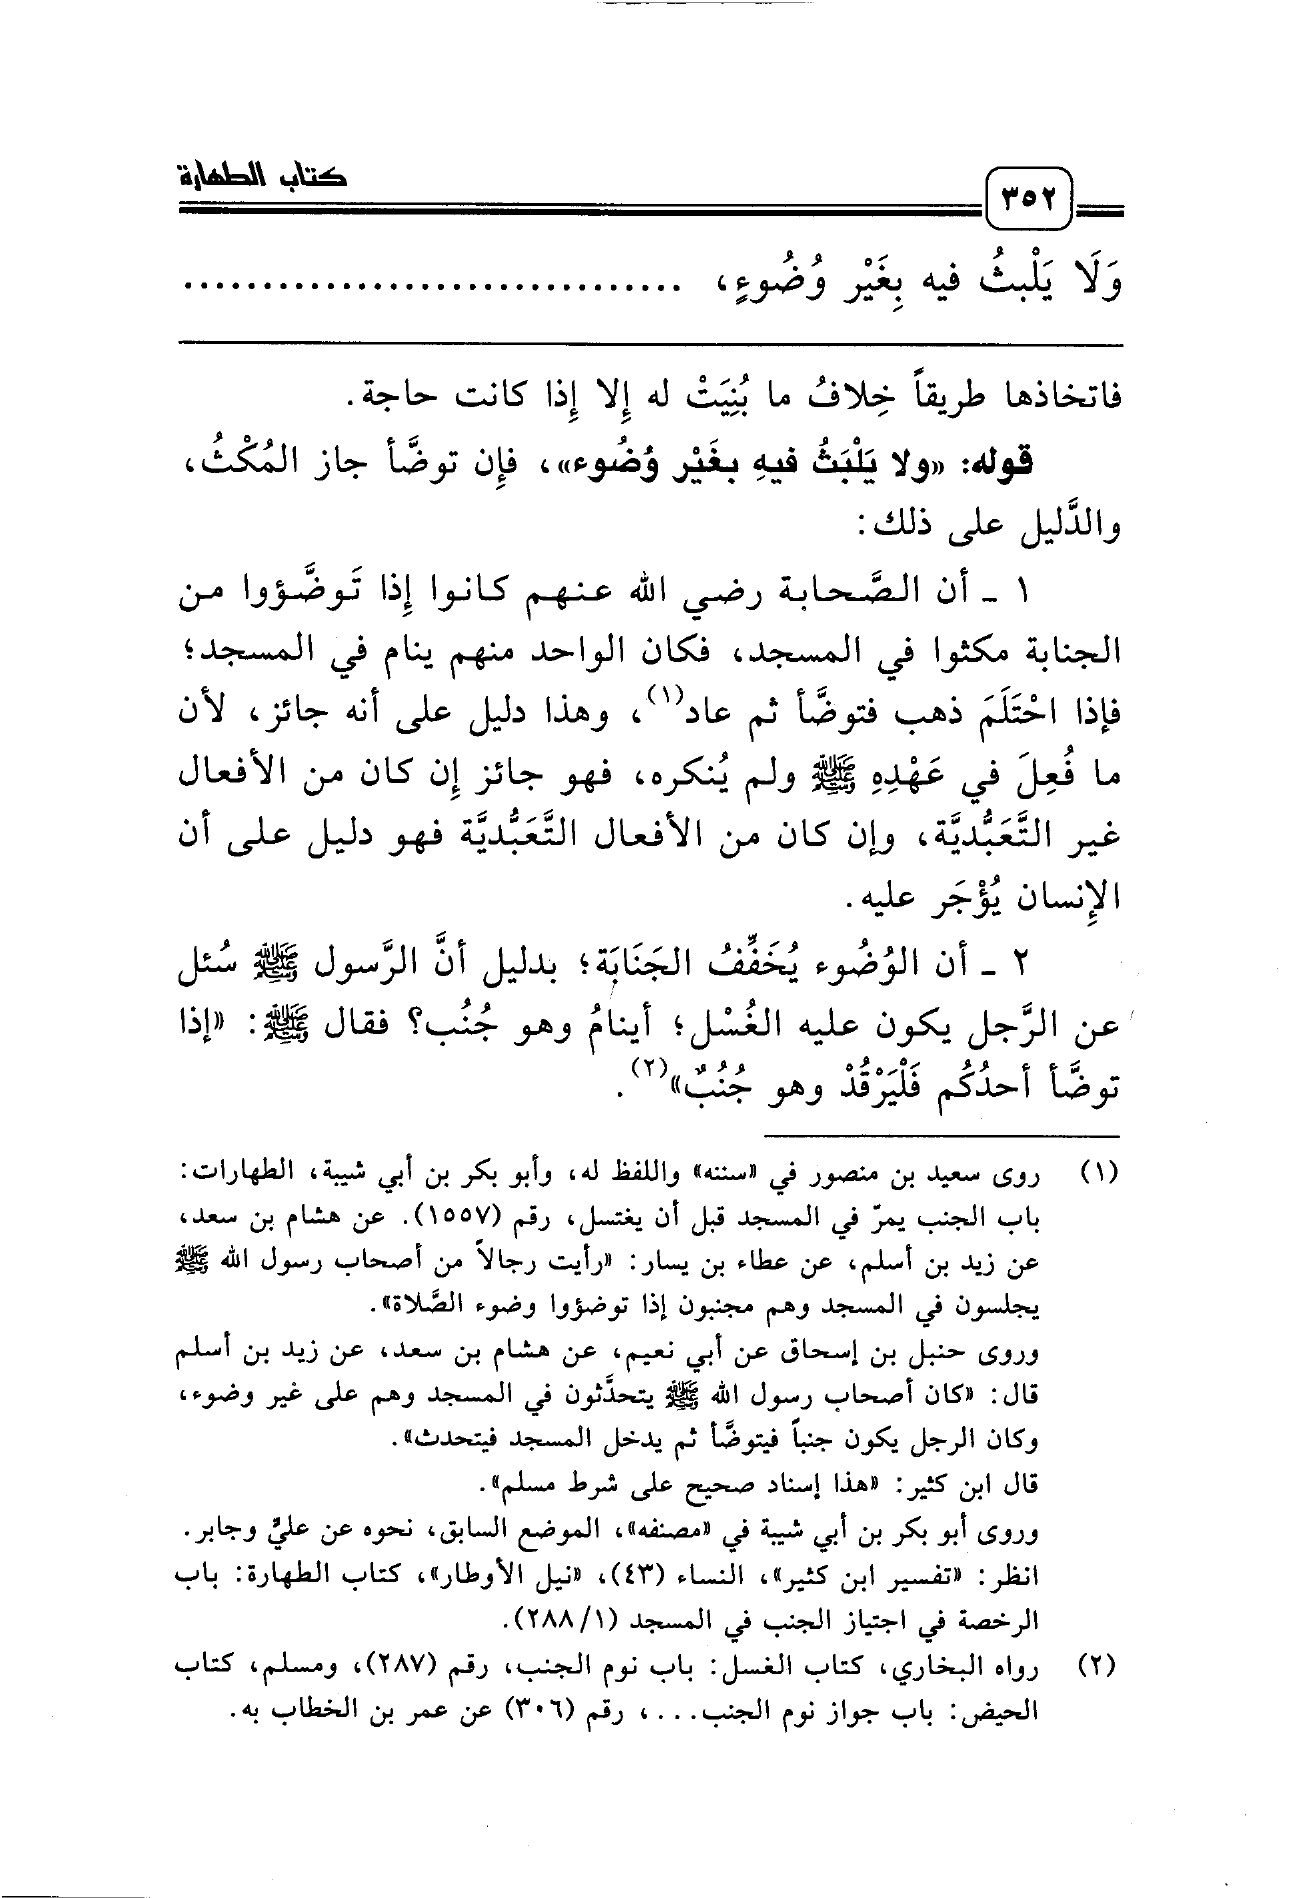 كتاب الطهارة
٣٥٢
وَلَا يَلْبثُ فيه بِغَيْر وُضُوءٍ، ................................
فاتخاذها طريقاً خِلافُ ما بُنِيَتْ له إِلا إِذا كانت حاجة.
قوله: «ولا يَلْبَثُ فيهِ بغَيْر وُضُوء»، فإِن توضَّأ جاز المُكْثُ،
والدَّليل على ذلك:
١ ـ أن الصَّحابة رضي الله عنهم كانوا إِذا تَوضَّؤوا من
الجنابة مكثوا في المسجد، فكان الواحد منهم ينام في المسجد؛
فإذا احْتَلَمَ ذهب فتوضَّأ ثم عاد(١)، وهذا دليل على أنه جائز، لأن
ما فُعِلَ في عَهْدِهِ ﷺ ولم يُنكره، فهو جائز إِن كان من الأفعال
غير التَّعَبُّديَّة، وإن كان من الأفعال التَّعَبُّديَّة فهو دليل على أن
الإِنسان يُؤْجَر عليه.
٢ ـ أن الوُضُوء يُخَفِّفُ الجَنَابَة؛ بدليل أنَّ الرَّسول ﷺ سُئل
عن الرَّجل يكون عليه الغُسْل؛ أينامُ وهو جُنُب؟ فقال ﷺ: «إذا
توضَّأ أحدُكُم فَلْيَرْقُدْ وهو جُنُبٌ»(٢).
(١) روى سعيد بن منصور في «سننه» واللفظ له، وأبو بكر بن أبي شيبة، الطهارات:
باب الجنب يمرّ في المسجد قبل أن يغتسل، رقم (١٥٥٧). عن هشام بن سعد،
عن زيد بن أسلم، عن عطاء بن يسار: «رأيت رجالاً من أصحاب رسول الله ﷺ
يجلسون في المسجد وهم مجنبون إذا توضؤوا وضوء الصَّلاة».
وروى حنبل بن إسحاق عن أبي نعيم، عن هشام بن سعد، عن زيد بن أسلم
قال: «كان أصحاب رسول الله ﷺ يتحدَّثون في المسجد وهم على غير وضوء،
وكان الرجل يكون جنباً فيتوضَّأ ثم يدخل المسجد فيتحدث».
قال ابن كثير: «هذا إسناد صحيح على شرط مسلم».
وروى أبو بكر بن أبي شيبة في «مصنفه»، الموضع السابق، نحوه عن عليٍّ وجابر.
انظر: «تفسير ابن كثير»، النساء (٤٣)، «نيل الأوطار»، كتاب الطهارة: باب
الرخصة في اجتياز الجنب في المسجد (٢٨٨/١).
(٢) رواه البخاري، كتاب الغسل: باب نوم الجنب، رقم (٢٨٧)، ومسلم، كتاب
الحيض: باب جواز نوم الجنب...، رقم (٣٠٦) عن عمر بن الخطاب به.